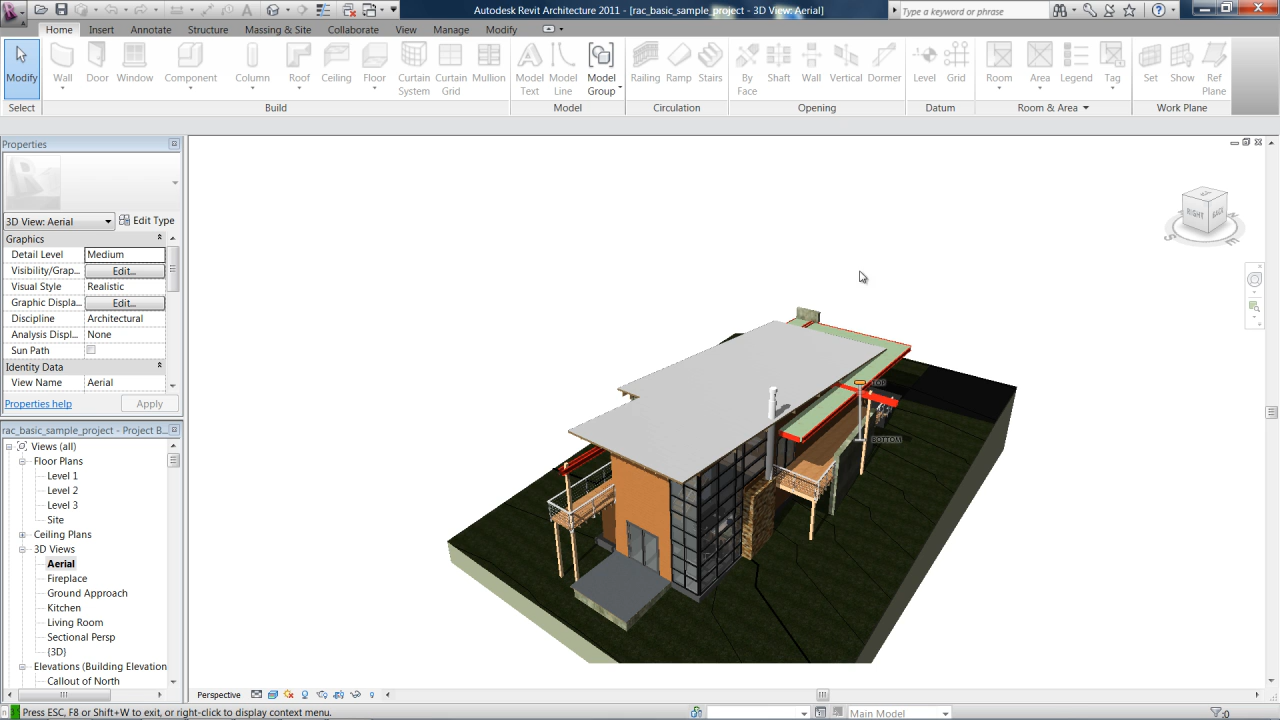 Autodesk Revit Architecture 2011 - [rac_basic_sample_project - 3D View: Aerial]
Type a keyword or phrase
Home Insert Annotate Structure Massing & Site Collaborate View Manage Modify
Modify Wall Door Window Component Column Roof Ceiling Floor Curtain System Curtain Grid Mullion Model Text Model Line Model Group Railing Ramp Stairs By Face Shaft Wall Vertical Dormer Level Grid Room Area Legend Tag Set Show Ref Plane
Select Build Model Circulation Opening Datum Room & Area Work Plane
Properties
3D View: Aerial Edit Type
Graphics
Detail Level Medium
Visibility/Grap... Edit...
Visual Style Realistic
Graphic Displa... Edit...
Discipline Architectural
Analysis Displ... None
Sun Path
Identity Data
View Name Aerial
Properties help Apply
rac_basic_sample_project - Project B...
Views (all)
Floor Plans
Level 1
Level 2
Level 3
Site
Ceiling Plans
3D Views
Aerial
Fireplace
Ground Approach
Kitchen
Living Room
Sectional Persp
{3D}
Elevations (Building Elevation
Callout of North
RIGHT BACK
S E
TOP
BOTTOM
Perspective
Press ESC, F8 or Shift+W to exit, or right-click to display context menu.
Main Model
:0